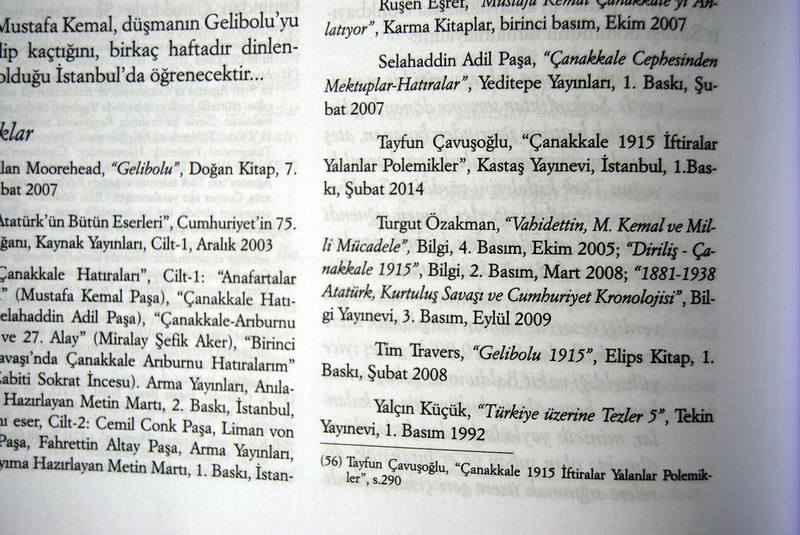 Mustafa Kemal, düşmanın Gelibolu'yu
lip kaçtığını, birkaç haftadır dinlen-
olduğu İstanbul'da öğrenecektir...
klar
lan Moorehead, "Gelibolu", Doğan Kitap, 7.
bat 2007
Atatürk'ün Bütün Eserleri", Cumhuriyet'in 75.
ğanı, Kaynak Yayınları, Cilt-1, Aralık 2003
Çanakkale Hatıraları", Cilt-1: "Anafartalar
" (Mustafa Kemal Paşa), "Çanakkale Hatı-
elahaddin Adil Paşa), "Çanakkale-Arıburnu
ve 27. Alay" (Miralay Şefik Aker), "Birinci
avaşı'nda Çanakkale Arıburnu Hatıralarım"
Zabiti Sokrat İncesu). Arma Yayınları, Anıla-
Hazırlayan Metin Martı, 2. Baskı, İstanbul,
nı eser, Cilt-2: Cemil Conk Paşa, Liman von
Paşa, Fahrettin Altay Paşa, Arma Yayınları,
yıma Hazırlayan Metin Martı, 1. Baskı, İstan-
Ruşen Eşref, "Mustafa Kemal Çanakkale'yi An-
latıyor", Karma Kitaplar, birinci basım, Ekim 2007
Selahaddin Adil Paşa, "Çanakkale Cephesinden
Mektuplar-Hatıralar", Yeditepe Yayınları, 1. Baskı, Şu-
bat 2007
Tayfun Çavuşoğlu, "Çanakkale 1915 İftiralar
Yalanlar Polemikler", Kastaş Yayınevi, İstanbul, 1.Bas-
kı, Şubat 2014
Turgut Özakman, "Vahidettin, M. Kemal ve Mil-
li Mücadele", Bilgi, 4. Basım, Ekim 2005; "Diriliş - Ça-
nakkale 1915", Bilgi, 2. Basım, Mart 2008; "1881-1938
Atatürk, Kurtuluş Savaşı ve Cumhuriyet Kronolojisi", Bil-
gi Yayınevi, 3. Basım, Eylül 2009
Tim Travers, "Gelibolu 1915", Elips Kitap, 1.
Baskı, Şubat 2008
Yalçın Küçük, "Türkiye üzerine Tezler 5", Tekin
Yayınevi, 1. Basım 1992
(56) Tayfun Çavuşoğlu, "Çanakkale 1915 İftiralar Yalanlar Polemik-
ler", s.290